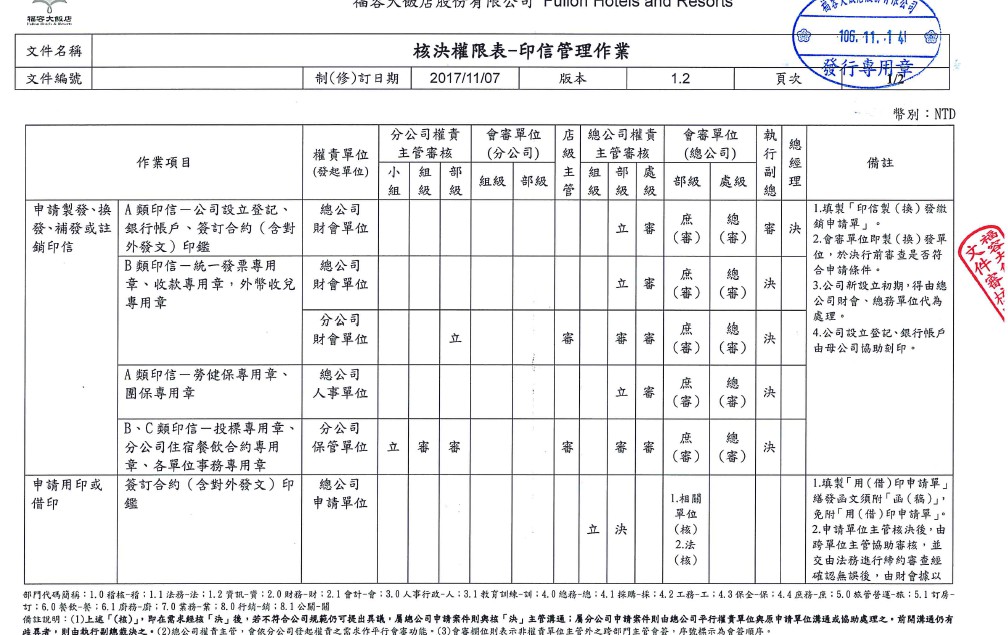 福容大飯店
福容大飯店股份有限公司 Fullon Hotels and Resorts
106.11.14
發行專用章
文件名稱 核決權限表-印信管理作業
文件編號 制(修)訂日期 2017/11/07 版本 1.2 頁次 1/2
幣別：NTD
作業項目 權責單位 (發起單位) 分公司權責主管審核 會審單位(分公司) 店級主管 總公司權責主管審核 會審單位(總公司) 執行副總 總經理 備註
小組 組級 部級 組級 部級 組級 部級 處級 部級 處級
申請製發、換發、補發或註銷印信
A 類印信－公司設立登記、
銀行帳戶、簽訂合約（含對
外發文）印鑑
總公司
財會單位
立 審 庶(審) 總(審) 審 決
B 類印信－統一發票專用
章、收款專用章，外幣收兌
專用章
總公司
財會單位
立 審 庶(審) 總(審) 決
分公司
財會單位
立 審 審 審 庶(審) 總(審) 決
A 類印信－勞健保專用章、
團保專用章
總公司
人事單位
立 審 庶(審) 總(審) 決
B、C 類印信－投標專用章、
分公司住宿餐飲合約專用
章、各單位事務專用章
分公司
保管單位
立 審 審 審 審 審 庶(審) 總(審) 決
1.填製「印信製（換）發繳
銷申請單」。
2.會審單位即製（換）發單
位，於決行前審查是否符
合申請條件。
3.公司新設立初期，得由總
公司財會、總務單位代為
處理。
4.公司設立登記、銀行帳戶
由母公司協助刻印。
申請用印或
借印
簽訂合約（含對外發文）印
鑑
總公司
申請單位
立 決
1.相關
單位
(核)
2.法
(核)
1.填製「用(借)印申請單」
繕發函文須附「函(稿)」，
免附「用(借)印申請單」。
2.申請單位主管核決後，由
跨單位主管協助審核，並
交由法務進行締約審查經
確認無誤後，由財會據以
部門代碼簡稱：1.0 稽核-稽；1.1 法務-法；1.2 資訊-資；2.0 財務-財；2.1 會計-會；3.0 人事行政-人；3.1 教育訓練-訓；4.0 總務-總；4.1 採購-採；4.2 工務-工；4.3 保全-保；4.4 庶務-庶；5.0 旅管營運-旅；5.1 訂房-
訂；6.0 餐飲-餐；6.1 廚務-廚；7.0 業務-業；8.0 行銷-統；8.1 公關-關
備註說明：(1)上述「(核)」，即在需求經核「決」後，若不符合公司規範仍可提出異議，屬總公司申請案件則與核「決」主管溝通；屬分公司申請案件則由總公司平行權責單位與原申請單位溝通或協助處理之。前開溝通仍有
歧異者，則由執行副總裁決之。(2)總公司權責主管，會依分公司發起權責之需求作平行會審功能。(3)會審欄位則表示非權責單位主管外之跨部門主管會簽，序號標示為會簽順序。